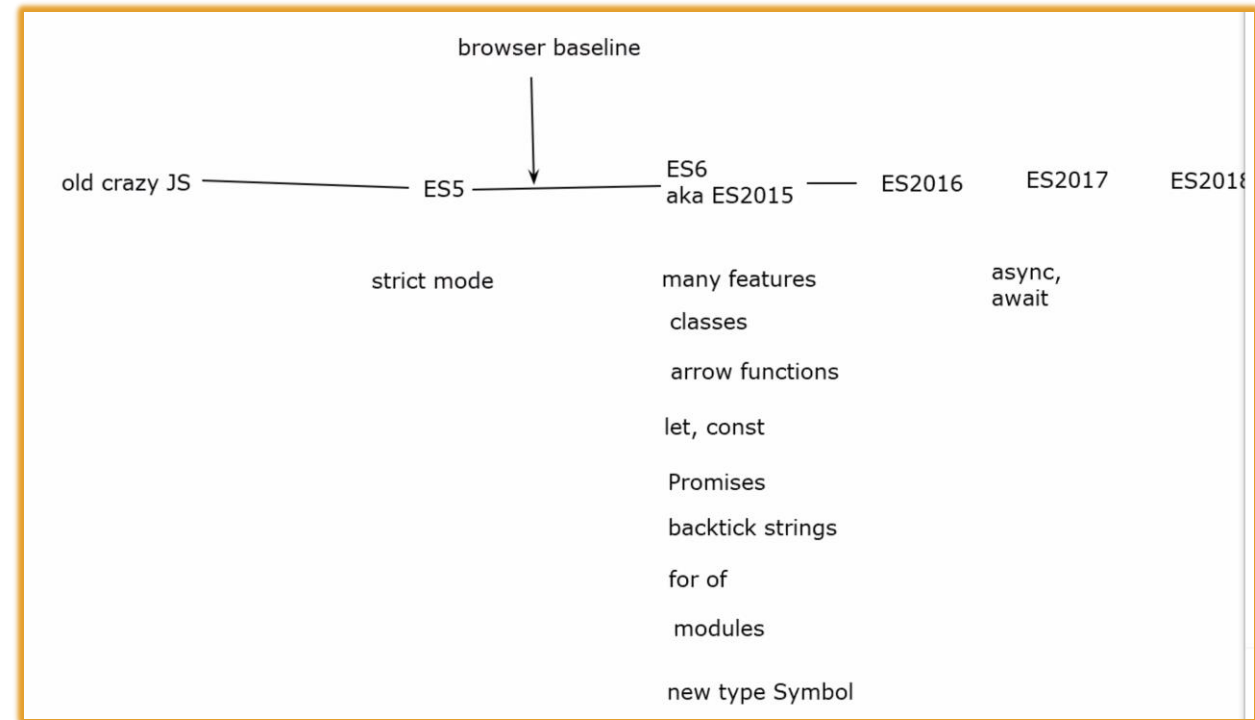 browser baseline
old crazy JS
ES5
ES6
aka ES2015
ES2016
ES2017
ES2018
strict mode
many features
classes
arrow functions
let, const
Promises
backtick strings
for of
modules
new type Symbol
async,
await